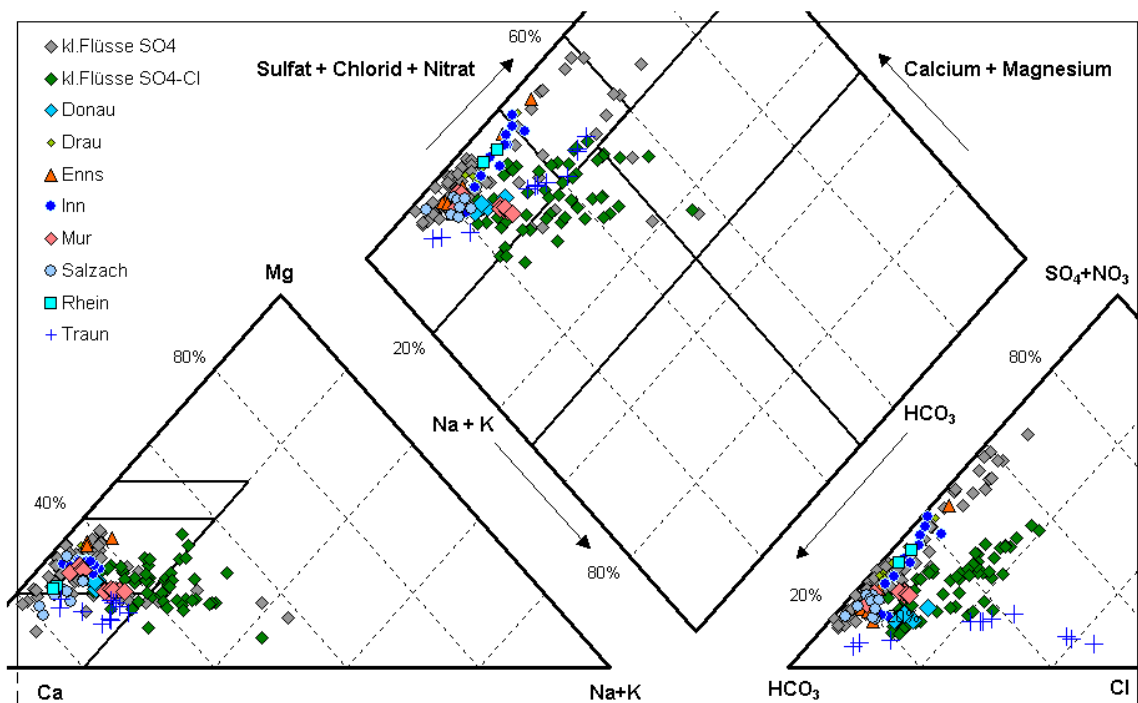 kl.Flüsse SO4
kl.Flüsse SO4-Cl
Donau
Drau
Enns
Inn
Mur
Salzach
Rhein
Traun
60%
Sulfat + Chlorid + Nitrat
Calcium + Magnesium
20%
Na + K
HCO₃
80%
Mg
80%
40%
Ca
Na+K
SO₄+NO₃
80%
20%
20%
HCO₃
Cl